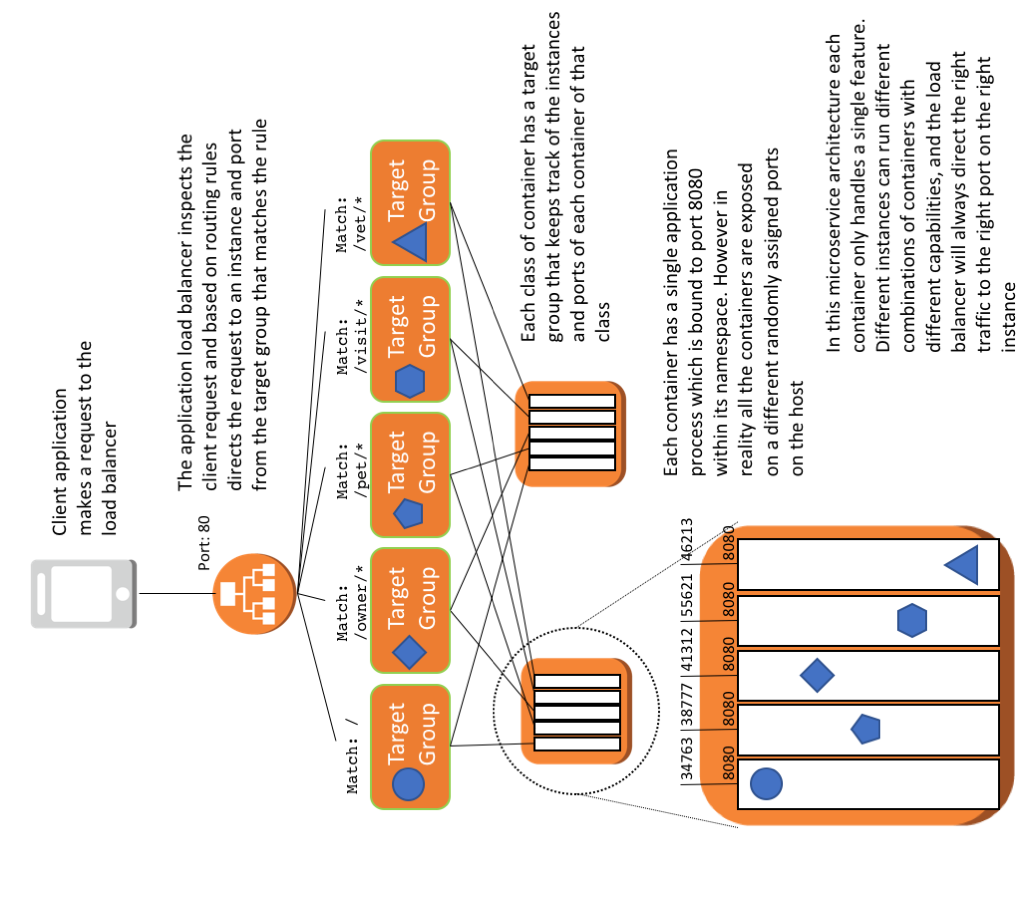 Client application
makes a request to the
load balancer
Port: 80
The application load balancer inspects the
client request and based on routing rules
directs the request to an instance and port
from the target group that matches the rule
Match: /
Match:
/owner/*
Match:
/pet/*
Match:
/visit/*
Match:
/vet/*
Target
Group
Target
Group
Target
Group
Target
Group
Target
Group
Each class of container has a target
group that keeps track of the instances
and ports of each container of that
class
Each container has a single application
process which is bound to port 8080
within its namespace. However in
reality all the containers are exposed
on a different randomly assigned ports
on the host
34763
38777
41312
55621
46213
8080
8080
8080
8080
8080
In this microservice architecture each
container only handles a single feature.
Different instances can run different
combinations of containers with
different capabilities, and the load
balancer will always direct the right
traffic to the right port on the right
instance